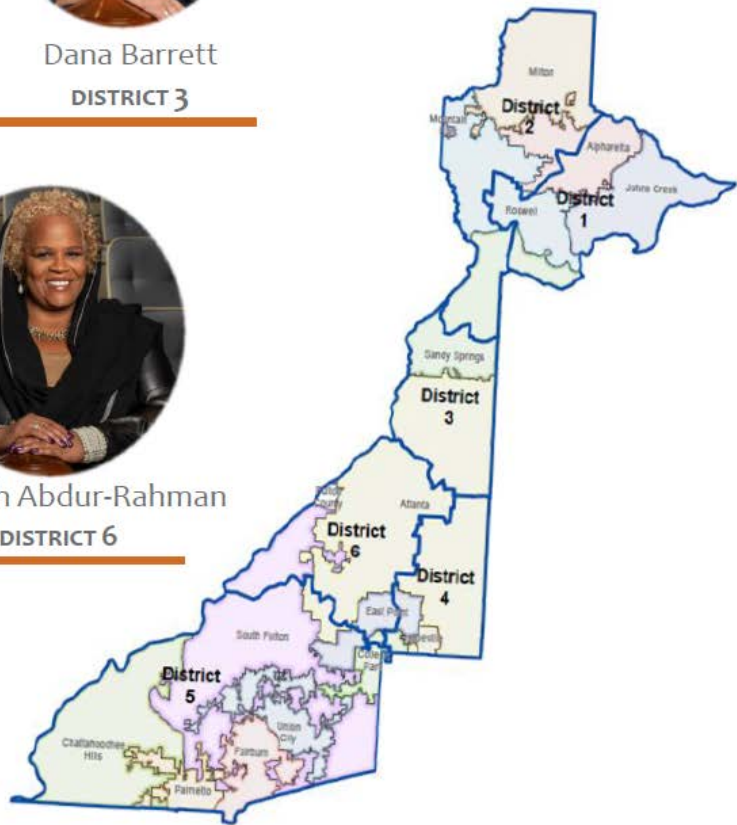 Dana Barrett
DISTRICT 3
Abdur-Rahman
DISTRICT 6
Milton
District
2
Alpharetta
Johns Creek
Roswell
District
1
Sandy Springs
District
3
Atlanta
County
District
6
District
4
East Point
South Fulton
District
5
Union
City
Chattahoochee
Hills
Fairburn
Palmetto